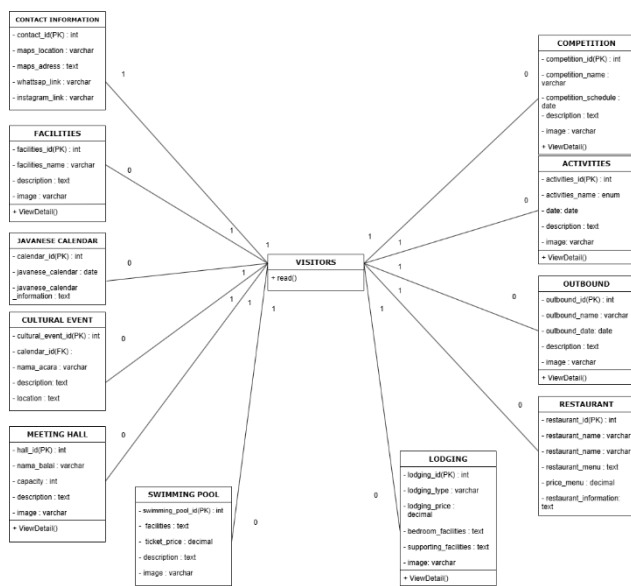 CONTACT INFORMATION
- contact_id(PK) : int
- maps_location : varchar
- maps_adress : text
- whattsap_link : varchar
- instagram_link : varchar
1
FACILITIES
- facilities_id(PK) : int
- facilities_name : varchar
- description : text
- image : varchar
+ ViewDetail()
0
JAVANESE CALENDAR
- calendar_id(PK) : int
- javanese_calendar : date
- javanese_calendar
_information : text
0
CULTURAL EVENT
- cultural_event_id(PK) : int
- calendar_id(FK) :
- nama_acara : varchar
- description: text
- location : text
0
MEETING HALL
- hall_id(PK) : int
- nama_balai : varchar
- capacity : int
- description : text
- image : varchar
+ ViewDetail()
0
SWIMMING POOL
- swimming_pool_id(PK) : int
- facilities : text
- ticket_price : decimal
- description : text
- image : varchar
0
VISITORS
+ read()
1
1
1
1
1
1
1
1
1
1
1
1
LODGING
- lodging_id(PK) : int
- lodging_type : varchar
- lodging_price :
decimal
- bedroom_facilities : text
- supporting_facilities : text
- image: varchar
+ ViewDetail()
0
COMPETITION
- competition_id(PK) : int
- competition_name :
varchar
- competition_schedule :
date
- description : text
- image : varchar
+ ViewDetail()
0
ACTIVITIES
- activities_id(PK) : int
- activities_name : enum
- date: date
- description : text
- image: varchar
+ ViewDetail()
0
OUTBOUND
- outbound_id(PK) : int
- outbound_name : varchar
- outbound_date: date
- description : text
- image : varchar
+ ViewDetail()
0
RESTAURANT
- restaurant_id(PK) : int
- restaurant_name : varchar
- restaurant_name : varchar
- restaurant_menu : text
- price_menu : decimal
- restaurant_information:
text
0